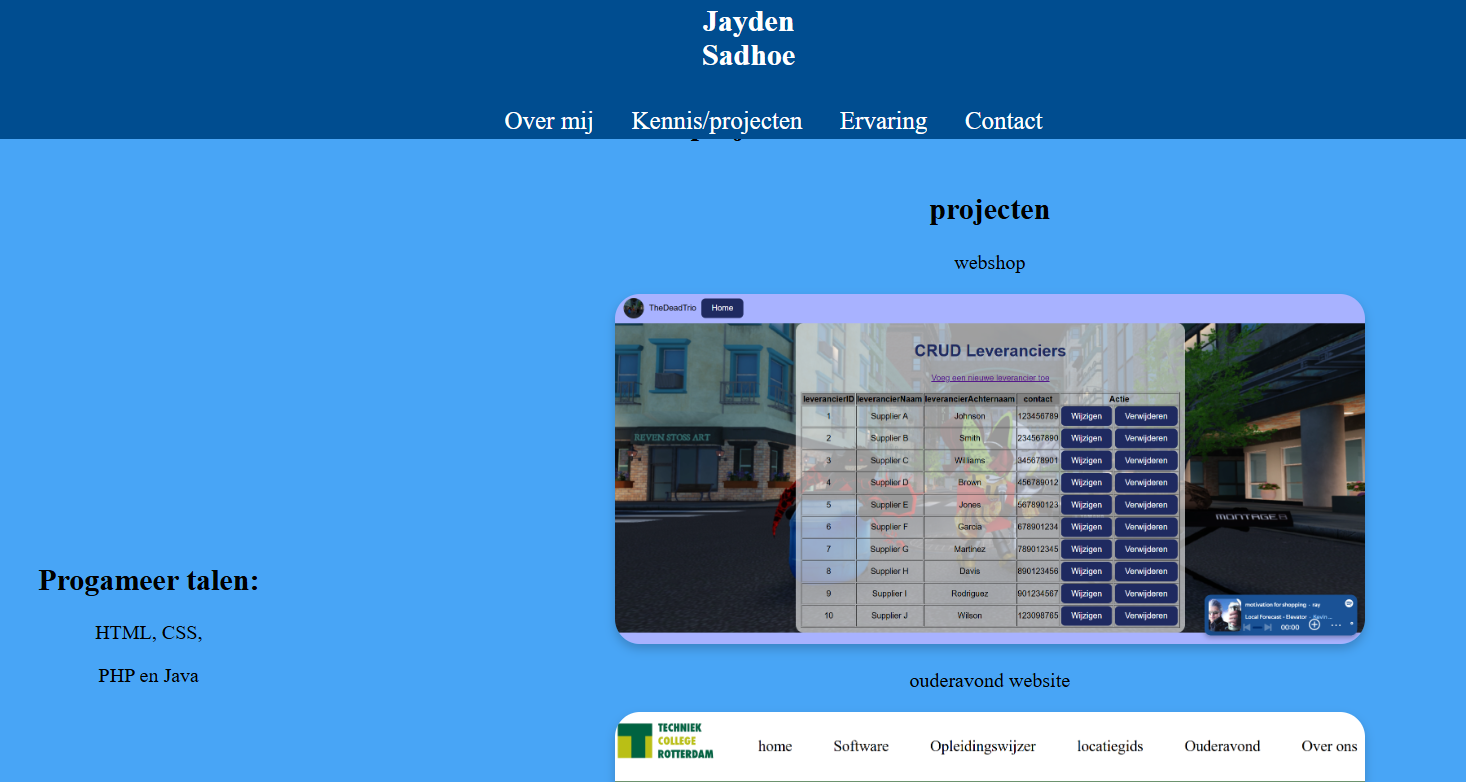 Jayden
Sadhoe
Over mij Kennis/projecten Ervaring Contact
projecten
webshop
TheDeadTrio Home
CRUD Leveranciers
Voeg een nieuwe leverancier toe
leverancierID leverancierNaam leverancierAchternaam contact Actie
1 Supplier A Johnson 123456789 Wijzigen Verwijderen
2 Supplier B Smith 234567890 Wijzigen Verwijderen
3 Supplier C Williams 345678901 Wijzigen Verwijderen
4 Supplier D Brown 456789012 Wijzigen Verwijderen
5 Supplier E Jones 567890123 Wijzigen Verwijderen
6 Supplier F Garcia 678901234 Wijzigen Verwijderen
7 Supplier G Martinez 789012345 Wijzigen Verwijderen
8 Supplier H Davis 890123456 Wijzigen Verwijderen
9 Supplier I Rodriguez 901234567 Wijzigen Verwijderen
10 Supplier J Wilson 123098765 Wijzigen Verwijderen
REVEN STOSS ART
MONTAGE
motivation for shopping - ray
Local Forecast - Elevator - Kevin...
00:00
Progameer talen:
HTML, CSS,
PHP en Java
ouderavond website
TECHNIEK
COLLEGE
ROTTERDAM
home Software Opleidingswijzer locatiegids Ouderavond Over ons